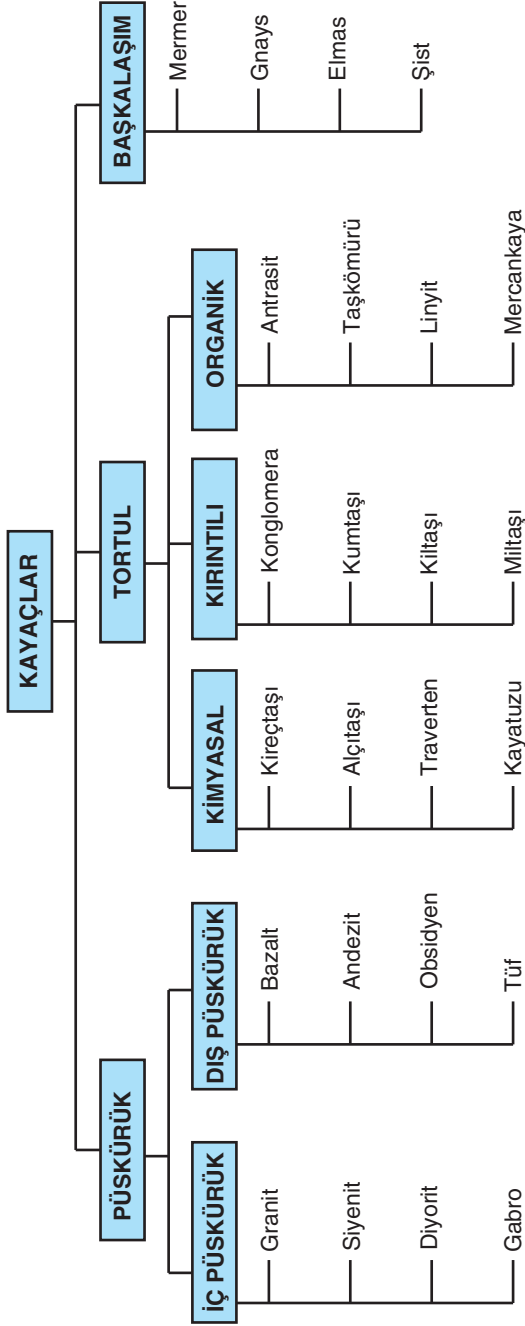 KAYAÇLAR
PÜSKÜRÜK
TORTUL
BAŞKALAŞIM
İÇ PÜSKÜRÜK
Granit
Siyenit
Diyorit
Gabro
DIŞ PÜSKÜRÜK
Bazalt
Andezit
Obsidyen
Tüf
KİMYASAL
Kireçtaşı
Alçıtaşı
Traverten
Kayatuzu
KIRINTILI
Konglomera
Kumtaşı
Kiltaşı
Miltaşı
ORGANİK
Antrasit
Taşkömürü
Linyit
Mercankaya
Mermer
Gnays
Elmas
Şist